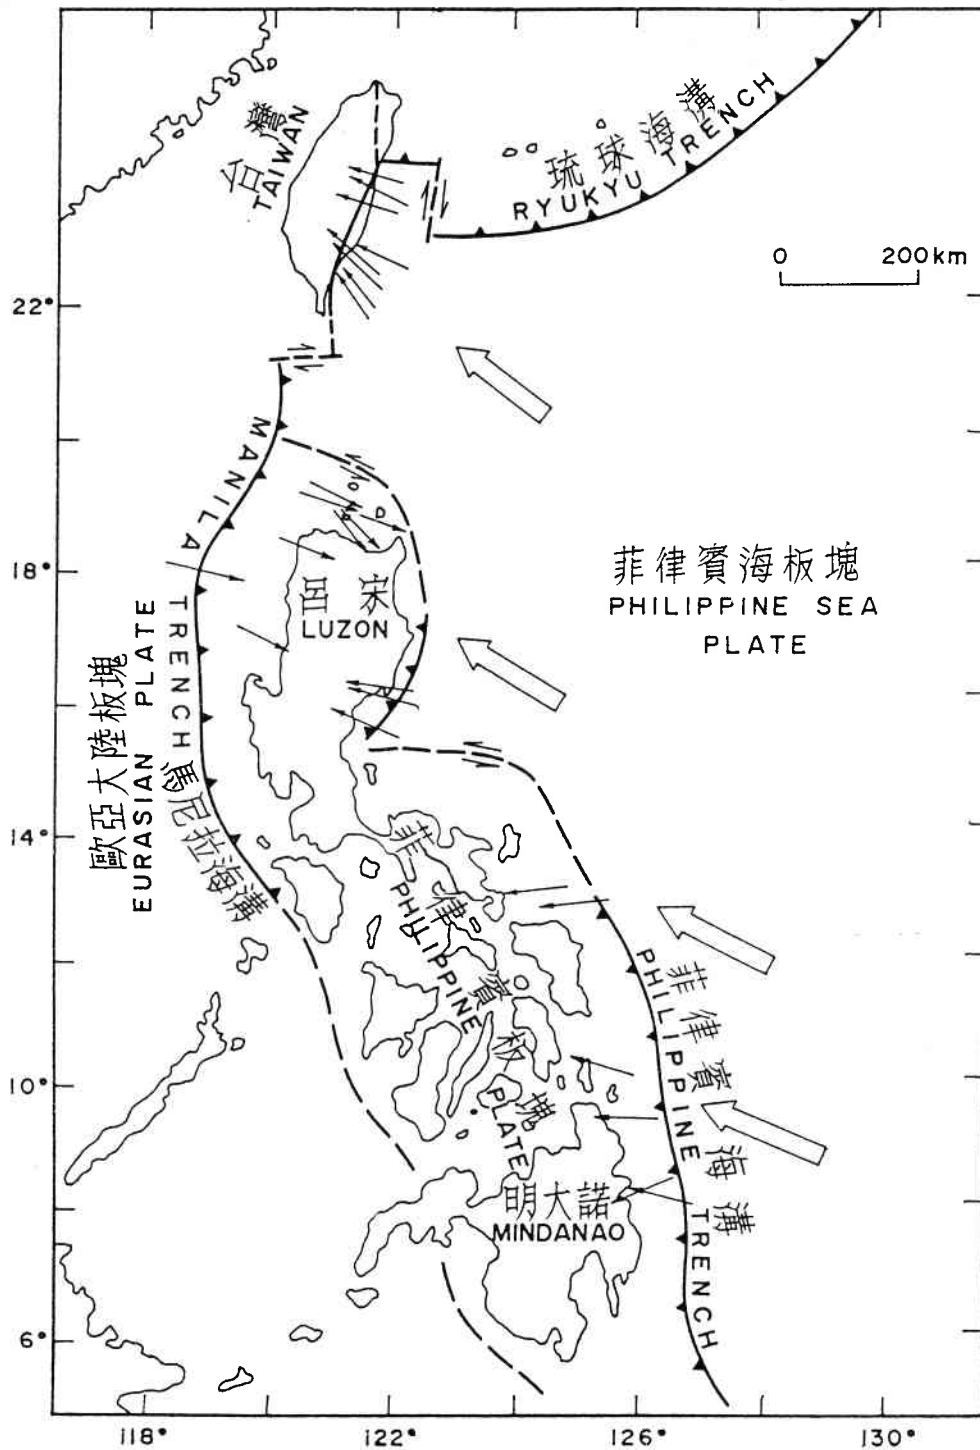 台灣
TAIWAN
琉球海溝
RYUKYU TRENCH
0 200km
22°
MANILA TRENCH
馬尼拉海溝
18°
呂宋
LUZON
菲律賓海板塊
PHILIPPINE SEA
PLATE
歐亞大陸板塊
EURASIAN PLATE
14°
菲律賓板塊
PHILIPPINE PLATE
菲律賓海溝
PHILIPPINE TRENCH
10°
明大諾
MINDANAO
6°
118° 122° 126° 130°